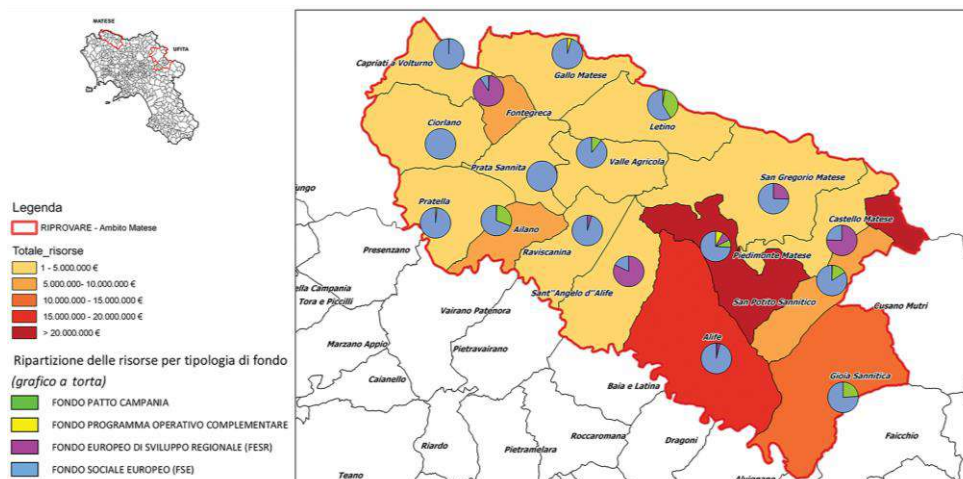 MATESE
UFITA
Legenda
RIPROVARE - Ambito Matese
Totale_risorse
1 - 5.000.000 €
5.000.000- 10.000.000 €
10.000.000 - 15.000.000 €
15.000.000 - 20.000.000 €
> 20.000.000 €
Ripartizione delle risorse per tipologia di fondo
(grafico a torta)
FONDO PATTO CAMPANIA
FONDO PROGRAMMA OPERATIVO COMPLEMENTARE
FONDO EUROPEO DI SVILUPPO REGIONALE (FESR)
FONDO SOCIALE EUROPEO (FSE)
Capriati a Volturno
Gallo Matese
Fontegreca
Letino
Ciorlano
Valle Agricola
Prata Sannita
San Gregorio Matese
Pratella
Castello Matese
Ailano
Presenzano
Raviscanina
Piedimonte Matese
Sant''Angelo d''Alife
San Potito Sannitico
ella Campania
Tora e Piccilli
Vairano Patenora
Cusano Mutri
Marzano Appio
Pietravairano
Alife
Caianello
Baia e Latina
Gioia Sannitica
Roccaromana
Riardo
Pietramelara
Dragoni
Faicchio
Teano